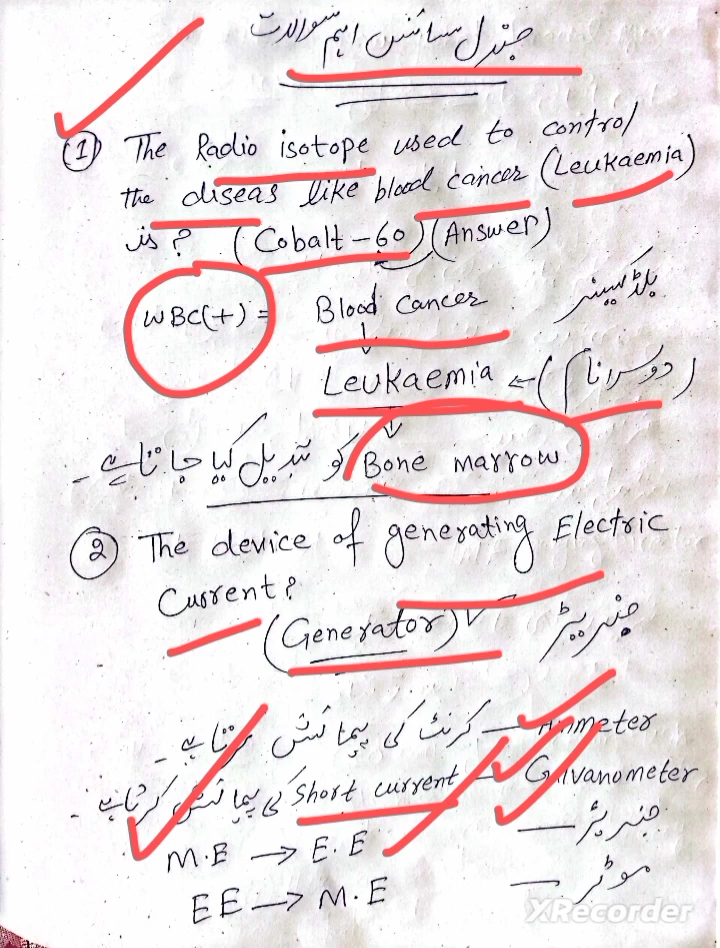 جنرل سائنس اہم سوالات
① The Radio isotope used to control
the diseas like blood cancer (Leukaemia)
is? (Cobalt-60) (Answer)
WBC(+) = Blood cancer بلڈ کینسر
↓
Leukaemia ← (دوسرا نام)
↓
Bone marrow کو تبدیل کیا جاتا ہے ۔
② The device of generating Electric
Current?
(Generator) ✓ جنریٹر
Ammeter — کرنٹ کی پیمائش کرتا ہے ۔
Galvanometer — Short current کی پیمائش کرتا ہے ۔
جنریٹر — M.E → E.E
موٹر — EE → M.E
XRecorder